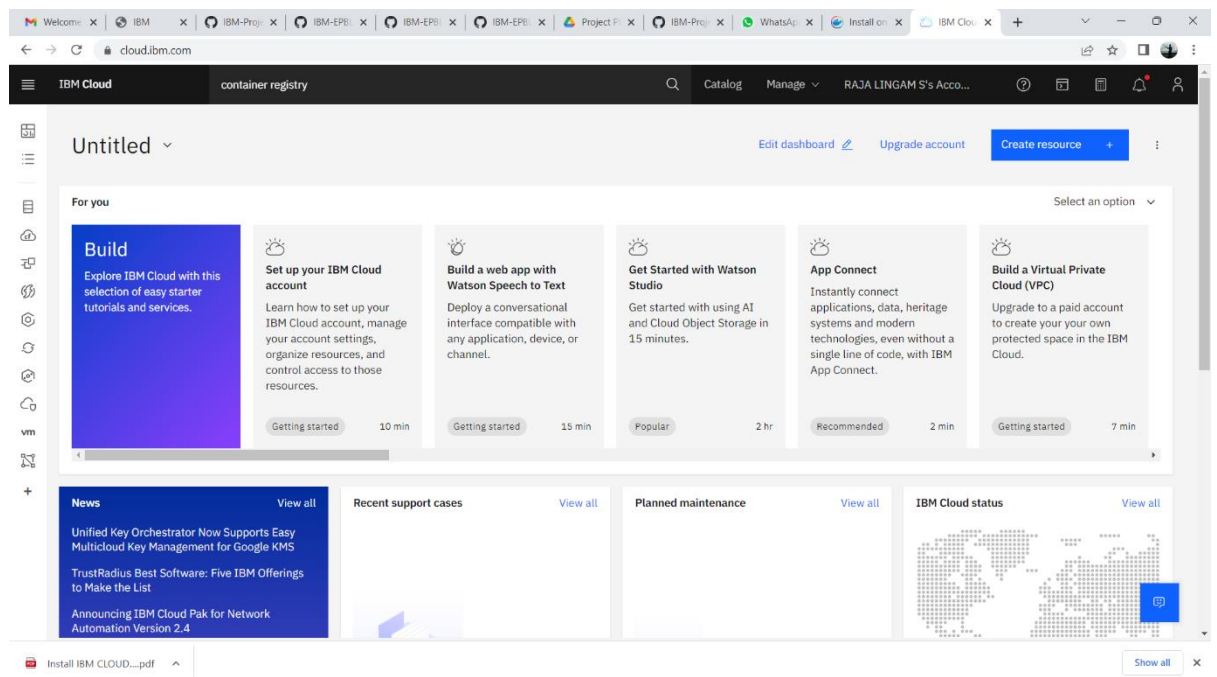 Welcome
IBM
IBM-Proj
IBM-EPBL
IBM-EPBL
IBM-EPBL
Project
IBM-Proj
WhatsAp
Install on
IBM Clou
cloud.ibm.com
IBM Cloud
container registry
Catalog
Manage
RAJA LINGAM S's Acco...
Untitled
Edit dashboard
Upgrade account
Create resource +
For you
Select an option
Build
Explore IBM Cloud with this
selection of easy starter
tutorials and services.
Set up your IBM Cloud
account
Learn how to set up your
IBM Cloud account, manage
your account settings,
organize resources, and
control access to those
resources.
Getting started 10 min
Build a web app with
Watson Speech to Text
Deploy a conversational
interface compatible with
any application, device, or
channel.
Getting started 15 min
Get Started with Watson
Studio
Get started with using AI
and Cloud Object Storage in
15 minutes.
Popular 2 hr
App Connect
Instantly connect
applications, data, heritage
systems and modern
technologies, even without a
single line of code, with IBM
App Connect.
Recommended 2 min
Build a Virtual Private
Cloud (VPC)
Upgrade to a paid account
to create your your own
protected space in the IBM
Cloud.
Getting started 7 min
vm
News View all
Unified Key Orchestrator Now Supports Easy
Multicloud Key Management for Google KMS
TrustRadius Best Software: Five IBM Offerings
to Make the List
Announcing IBM Cloud Pak for Network
Automation Version 2.4
Recent support cases View all
Planned maintenance View all
IBM Cloud status View all
Install IBM CLOUD....pdf
Show all